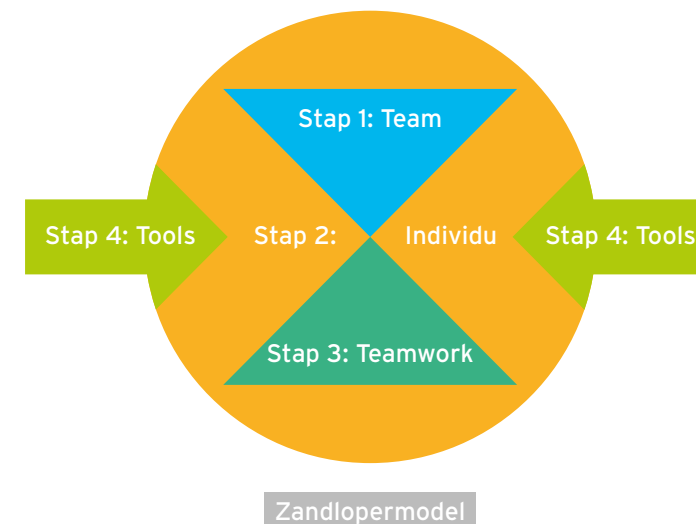 Stap 1: Team
Stap 4: Tools
Stap 2: Individu
Stap 4: Tools
Stap 3: Teamwork
Zandlopermodel